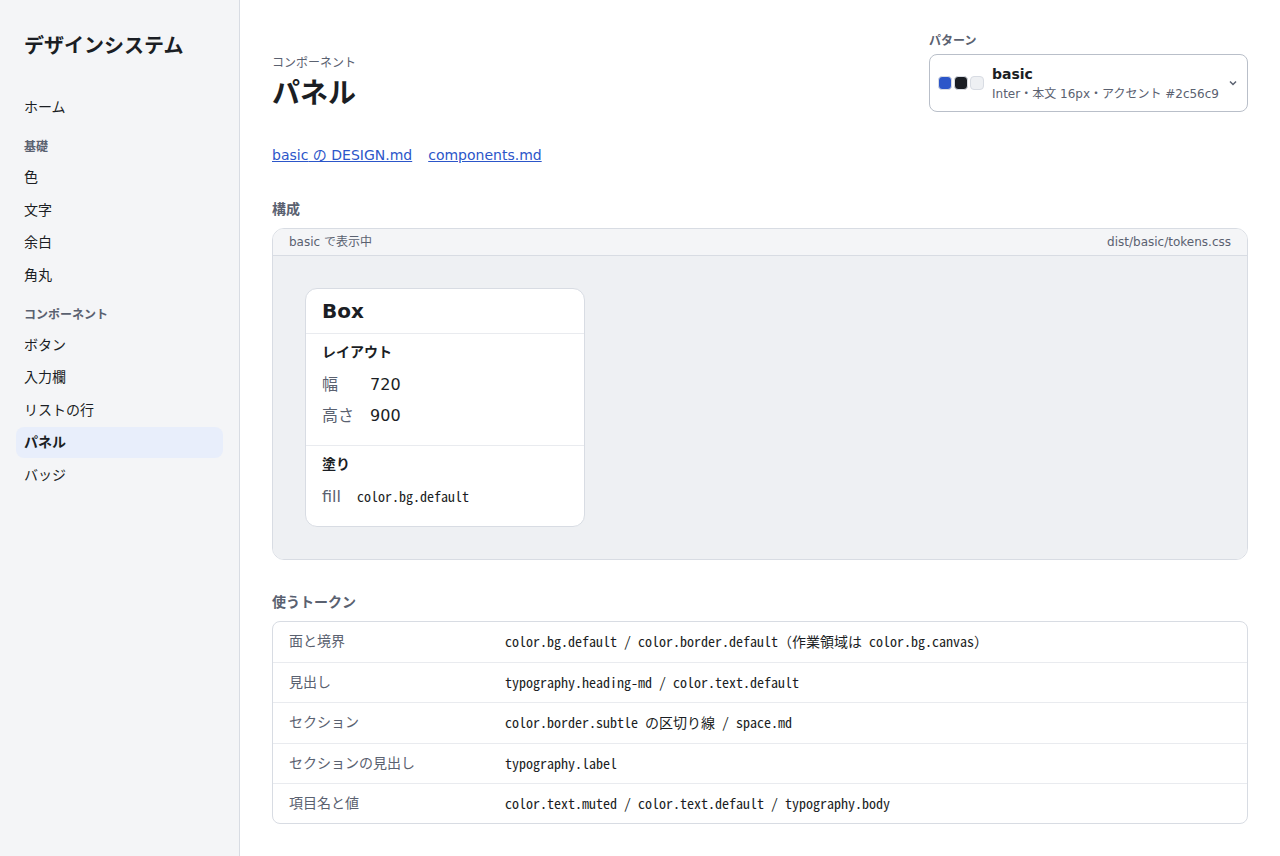 デザインシステム
ホーム
基礎
色
文字
余白
角丸
コンポーネント
ボタン
入力欄
リストの行
パネル
バッジ
コンポーネント
パネル
パターン
basic
Inter・本文 16px・アクセント #2c56c9
basic の DESIGN.md components.md
構成
basic で表示中 dist/basic/tokens.css
Box
レイアウト
幅 720
高さ 900
塗り
fill color.bg.default
使うトークン
面と境界 color.bg.default / color.border.default（作業領域は color.bg.canvas）
見出し typography.heading-md / color.text.default
セクション color.border.subtle の区切り線 / space.md
セクションの見出し typography.label
項目名と値 color.text.muted / color.text.default / typography.body